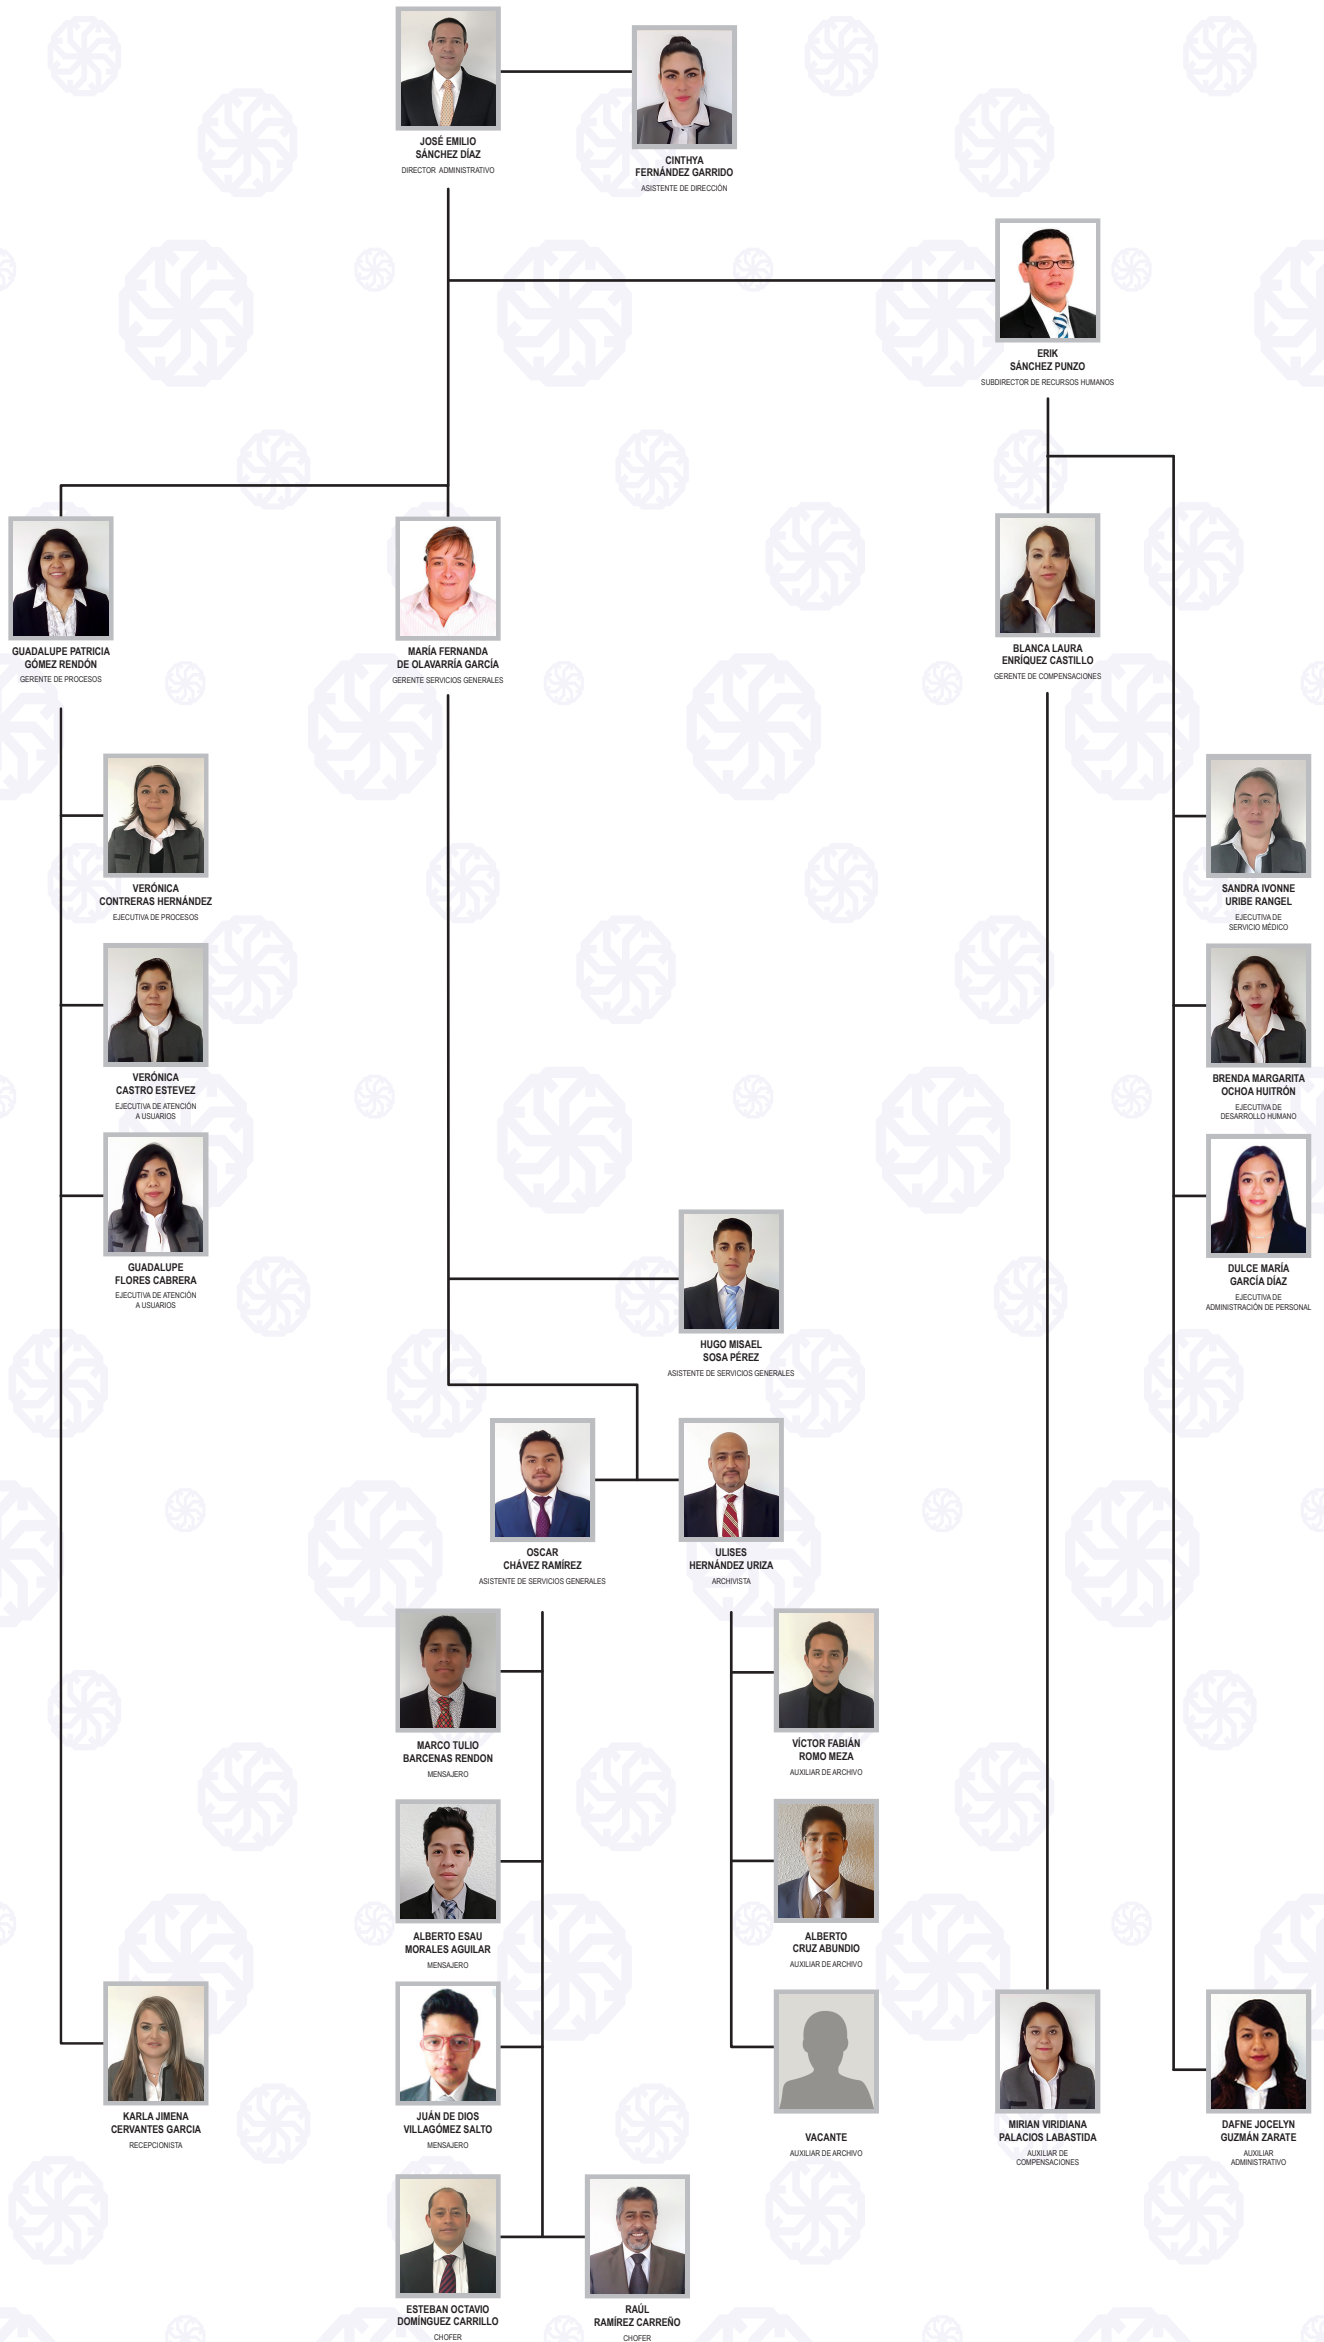 JOSÉ EMILIO
SÁNCHEZ DÍAZ
DIRECTOR ADMINISTRATIVO
CINTHYA
FERNÁNDEZ GARRIDO
ASISTENTE DE DIRECCIÓN
ERIK
SÁNCHEZ PUNZO
SUBDIRECTOR DE RECURSOS HUMANOS
GUADALUPE PATRICIA
GÓMEZ RENDÓN
GERENTE DE PROCESOS
MARÍA FERNANDA
DE OLAVARRÍA GARCÍA
GERENTE SERVICIOS GENERALES
BLANCA LAURA
ENRÍQUEZ CASTILLO
GERENTE DE COMPENSACIONES
VERÓNICA
CONTRERAS HERNÁNDEZ
EJECUTIVA DE PROCESOS
SANDRA IVONNE
URIBE RANGEL
EJECUTIVA DE
SERVICIO MÉDICO
VERÓNICA
CASTRO ESTEVEZ
EJECUTIVA DE ATENCIÓN
A USUARIOS
BRENDA MARGARITA
OCHOA HUITRÓN
EJECUTIVA DE
DESARROLLO HUMANO
GUADALUPE
FLORES CABRERA
EJECUTIVA DE ATENCIÓN
A USUARIOS
DULCE MARÍA
GARCÍA DÍAZ
EJECUTIVA DE
ADMINISTRACIÓN DE PERSONAL
HUGO MISAEL
SOSA PÉREZ
ASISTENTE DE SERVICIOS GENERALES
OSCAR
CHÁVEZ RAMÍREZ
ASISTENTE DE SERVICIOS GENERALES
ULISES
HERNÁNDEZ URIZA
ARCHIVISTA
MARCO TULIO
BARCENAS RENDON
MENSAJERO
VÍCTOR FABIÁN
ROMO MEZA
AUXILIAR DE ARCHIVO
ALBERTO ESAU
MORALES AGUILAR
MENSAJERO
ALBERTO
CRUZ ABUNDIO
AUXILIAR DE ARCHIVO
KARLA JIMENA
CERVANTES GARCIA
RECEPCIONISTA
JUÁN DE DIOS
VILLAGÓMEZ SALTO
MENSAJERO
VACANTE
AUXILIAR DE ARCHIVO
MIRIAN VIRIDIANA
PALACIOS LABASTIDA
AUXILIAR DE
COMPENSACIONES
DAFNE JOCELYN
GUZMÁN ZARATE
AUXILIAR
ADMINISTRATIVO
ESTEBAN OCTAVIO
DOMÍNGUEZ CARRILLO
CHOFER
RAÚL
RAMÍREZ CARREÑO
CHOFER